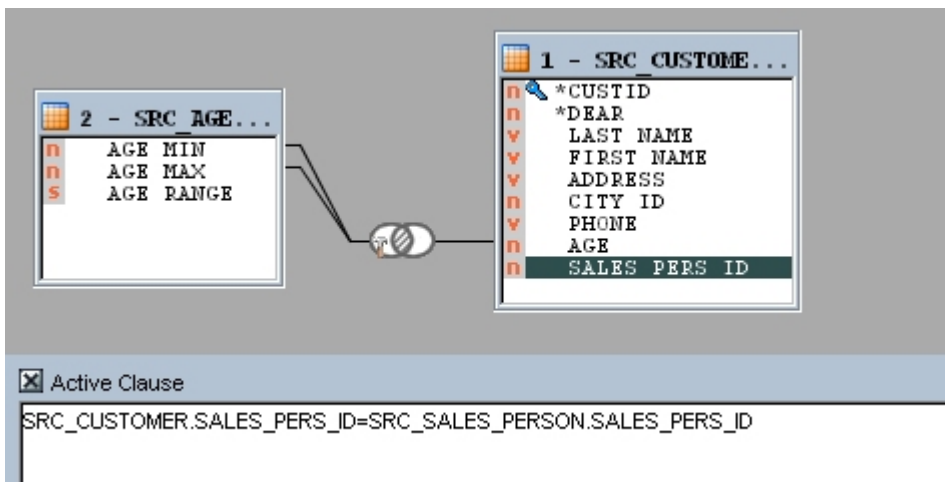 2 - SRC_AGE...
n AGE MIN
n AGE MAX
s AGE RANGE
1 - SRC_CUSTOME...
n *CUSTID
n *DEAR
v LAST NAME
v FIRST NAME
v ADDRESS
n CITY ID
v PHONE
n AGE
n SALES PERS ID
Active Clause
SRC_CUSTOMER.SALES_PERS_ID=SRC_SALES_PERSON.SALES_PERS_ID